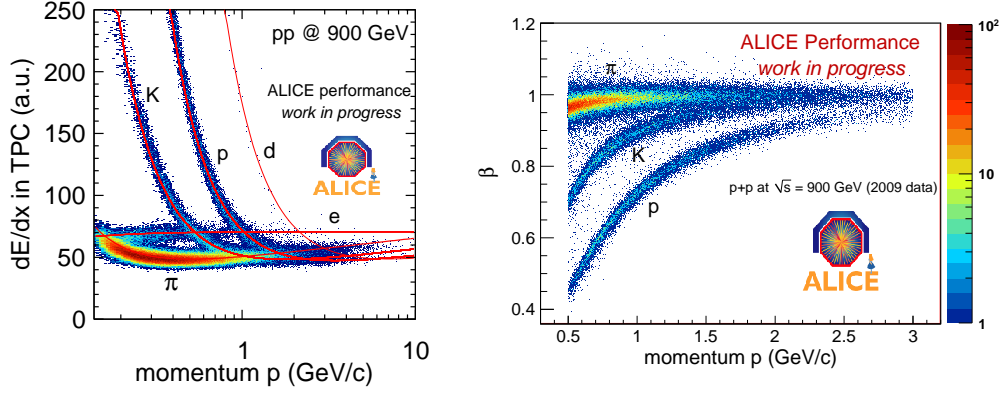 250
200
150
100
50
0
dE/dx in TPC (a.u.)
pp @ 900 GeV
K
ALICE performance
work in progress
p
d
ALICE
e
π
1
10
momentum p (GeV/c)
1.2
1
0.8
0.6
0.4
β
ALICE Performance
work in progress
π
K
p+p at √s = 900 GeV (2009 data)
p
ALICE
0.5
1
1.5
2
2.5
3
momentum p (GeV/c)
10²
10
1